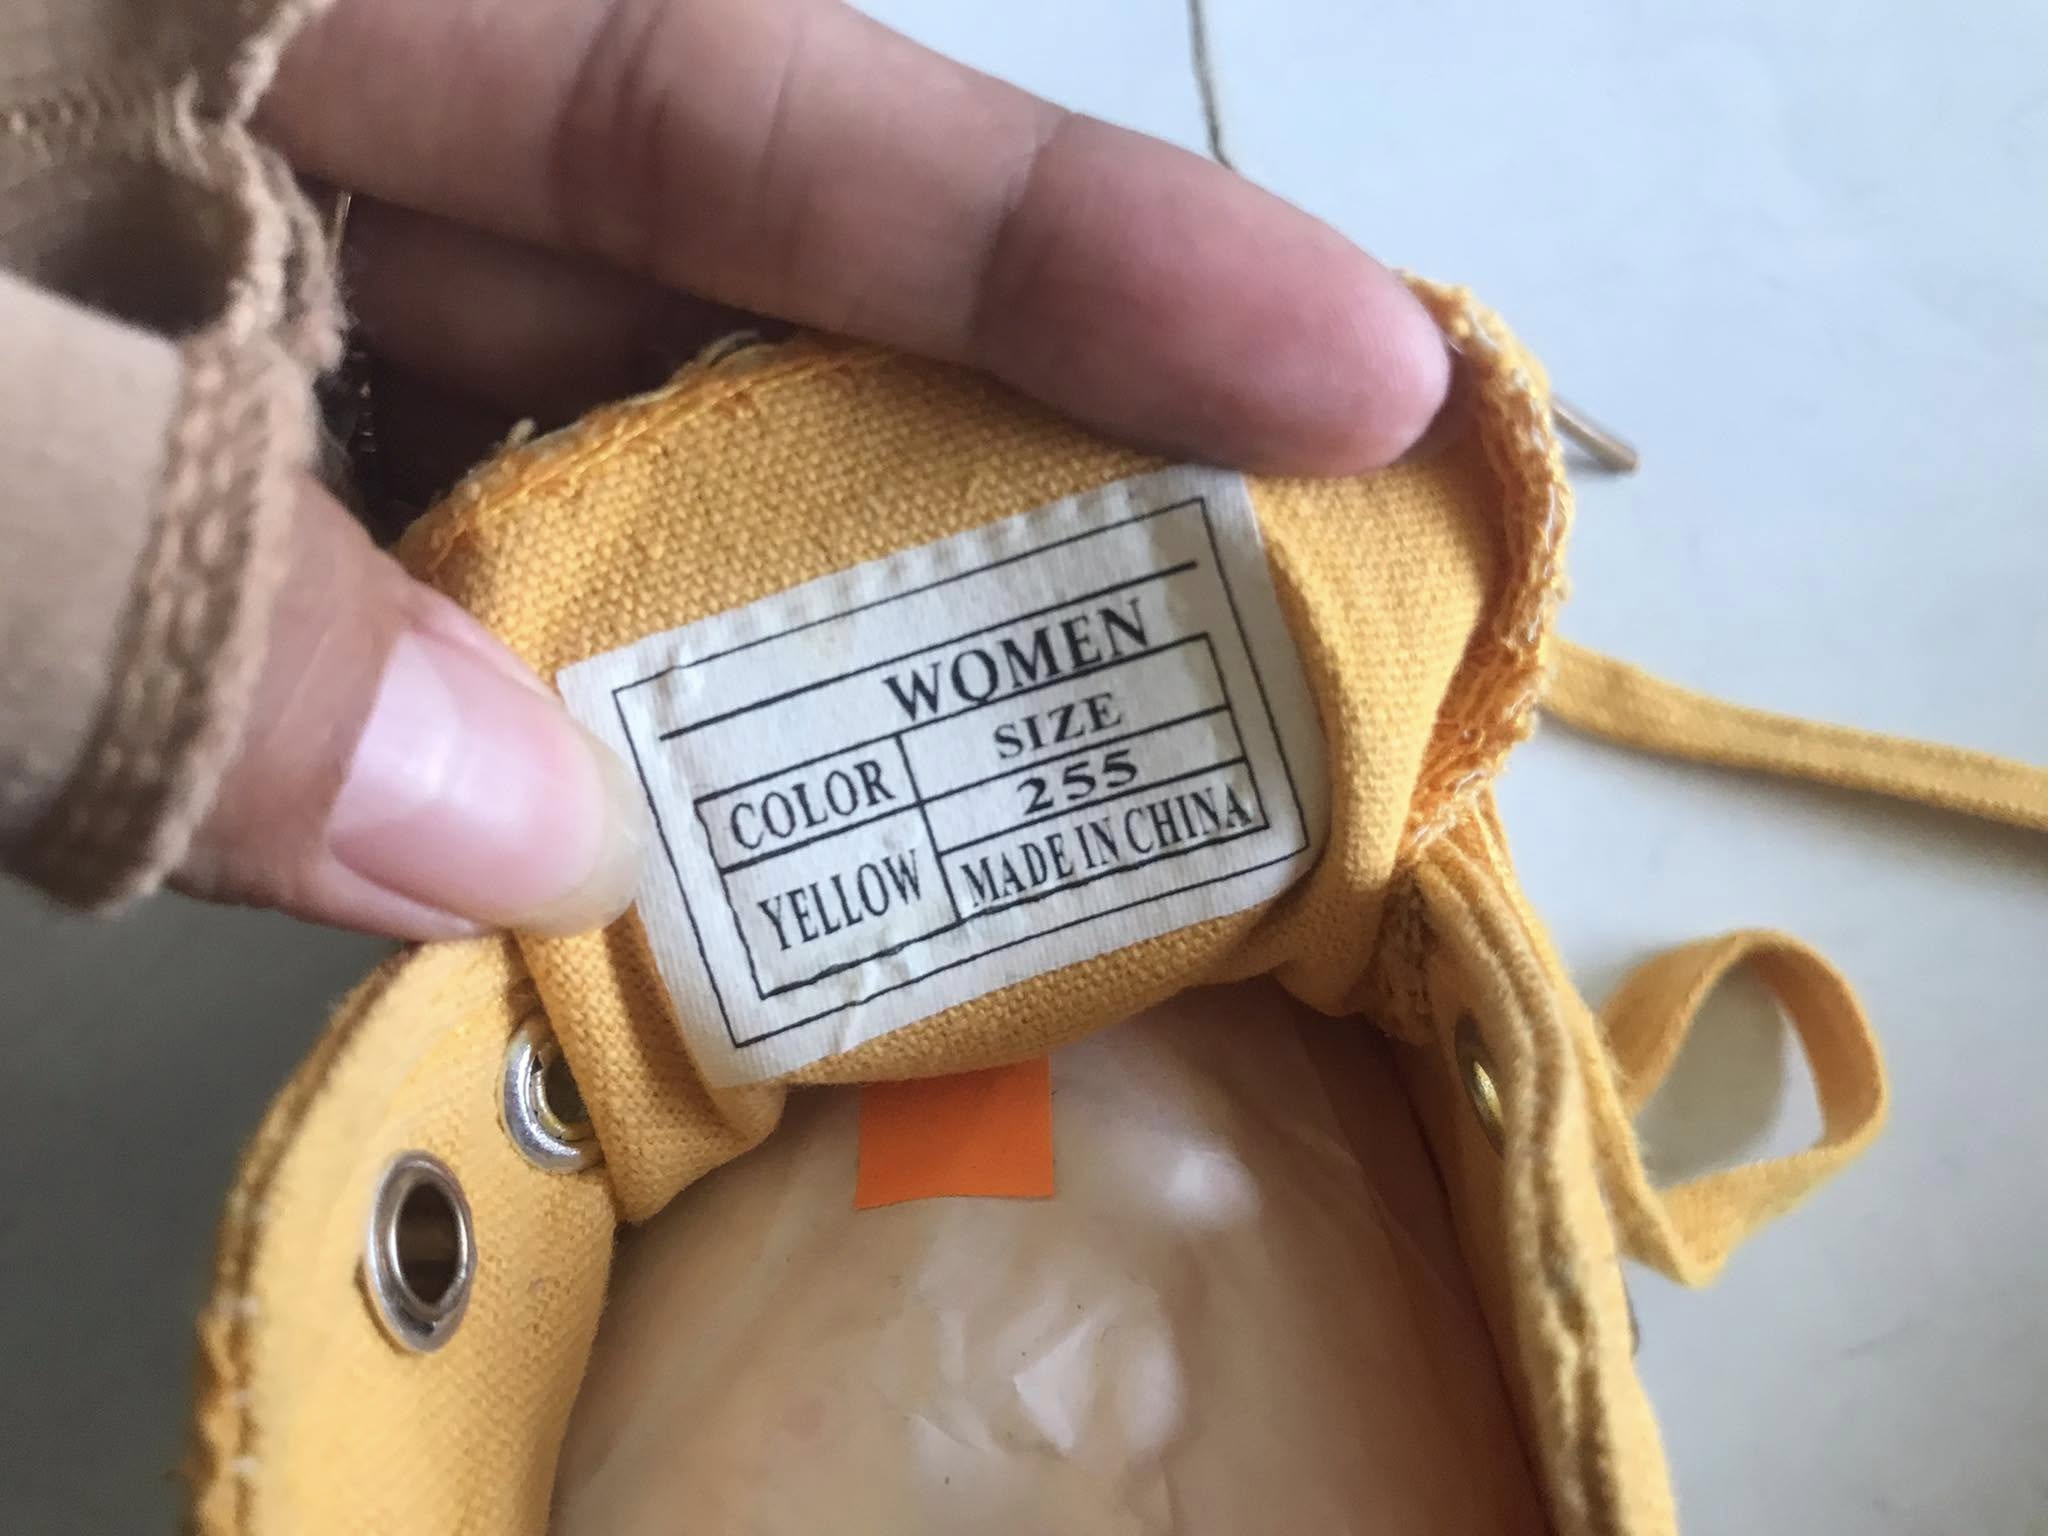 WOMEN
COLOR SIZE
YELLOW 255
MADE IN CHINA